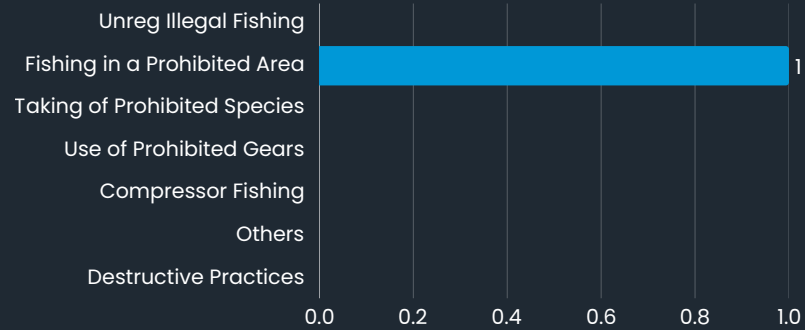 Unreg Illegal Fishing
Fishing in a Prohibited Area
1
Taking of Prohibited Species
Use of Prohibited Gears
Compressor Fishing
Others
Destructive Practices
0.0 0.2 0.4 0.6 0.8 1.0